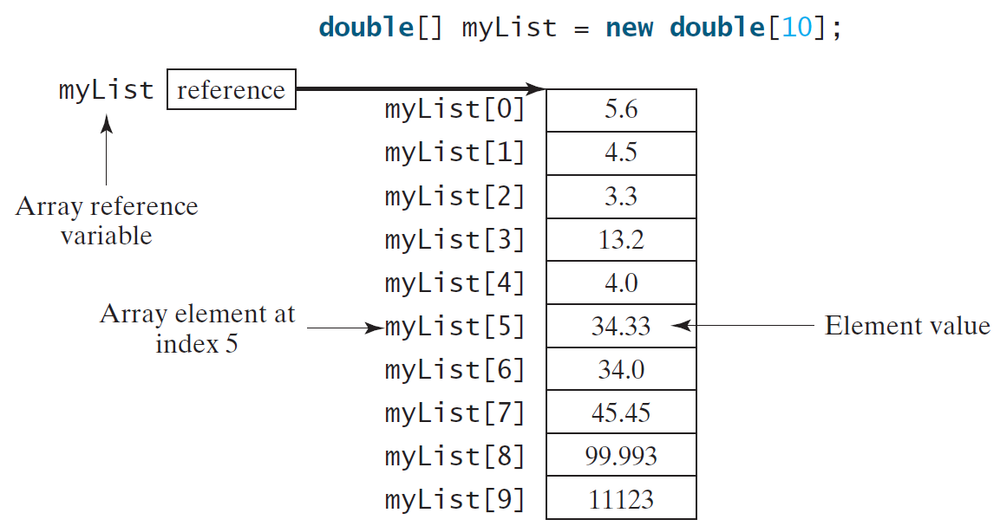 double[] myList = new double[10];
myList reference
myList[0] 5.6
myList[1] 4.5
Array reference
variable
myList[2] 3.3
myList[3] 13.2
myList[4] 4.0
Array element at
index 5
myList[5] 34.33 Element value
myList[6] 34.0
myList[7] 45.45
myList[8] 99.993
myList[9] 11123